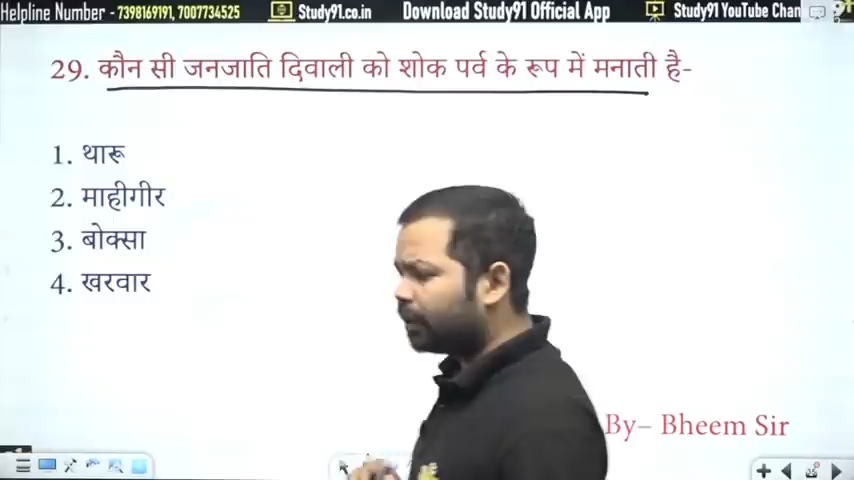 Helpline Number - 7398169191, 7007734525 Study91.co.in Download Study91 Official App Study91 YouTube Chan
29. कौन सी जनजाति दिवाली को शोक पर्व के रूप में मनाती है-
1. थारू
2. माहीगीर
3. बोक्सा
4. खरवार
By– Bheem Sir